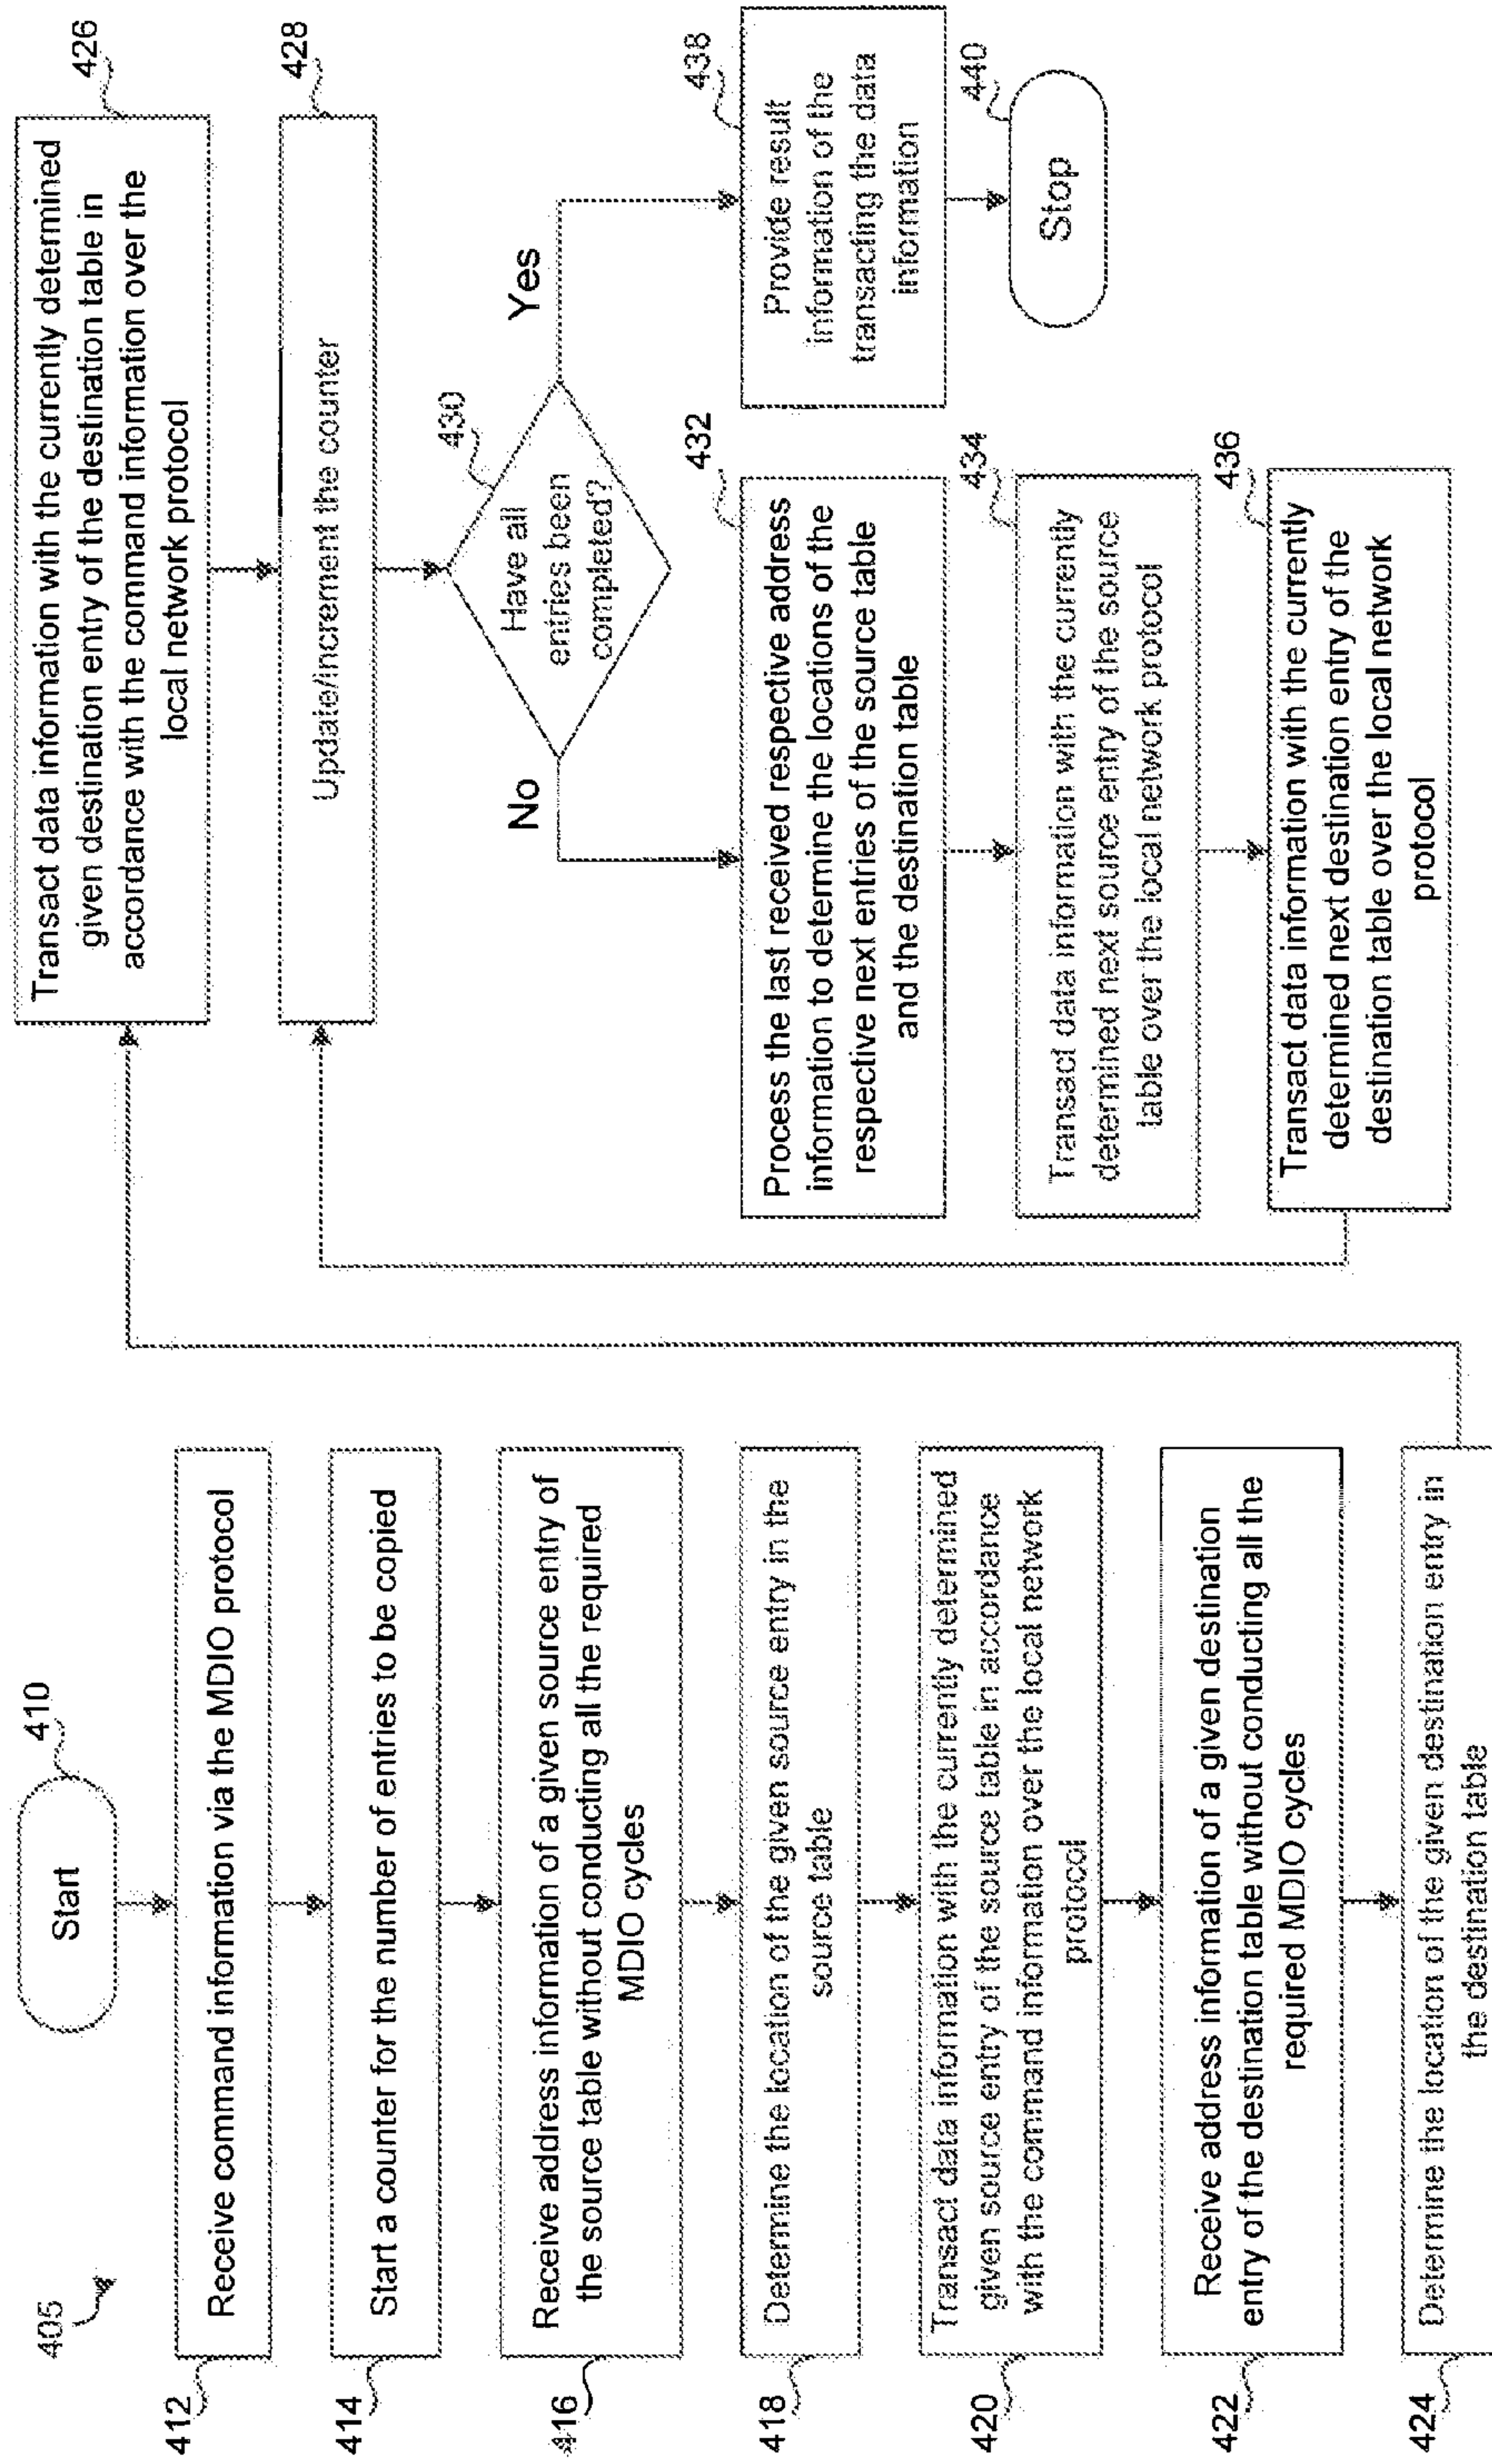 405
Start
410
412
Receive command information via the MDIO protocol
414
Start a counter for the number of entries to be copied
416
Receive address information of a given source entry of
the source table without conducting all the required
MDIO cycles
418
Determine the location of the given source entry in the
source table
420
Transact data information with the currently determined
given source entry of the source table in accordance
with the command information over the local network
protocol
422
Receive address information of a given destination
entry of the destination table without conducting all the
required MDIO cycles
424
Determine the location of the given destination entry in
the destination table
426
Transact data information with the currently determined
given destination entry of the destination table in
accordance with the command information over the
local network protocol
428
Update/increment the counter
430
Have all
entries been
completed?
No
Yes
432
Process the last received respective address
information to determine the locations of the
respective next entries of the source table
and the destination table
434
Transact data information with the currently
determined next source entry of the source
table over the local network protocol
436
Transact data information with the currently
determined next destination entry of the
destination table over the local network
protocol
438
Provide result
information of the
transacting the data
information
440
Stop